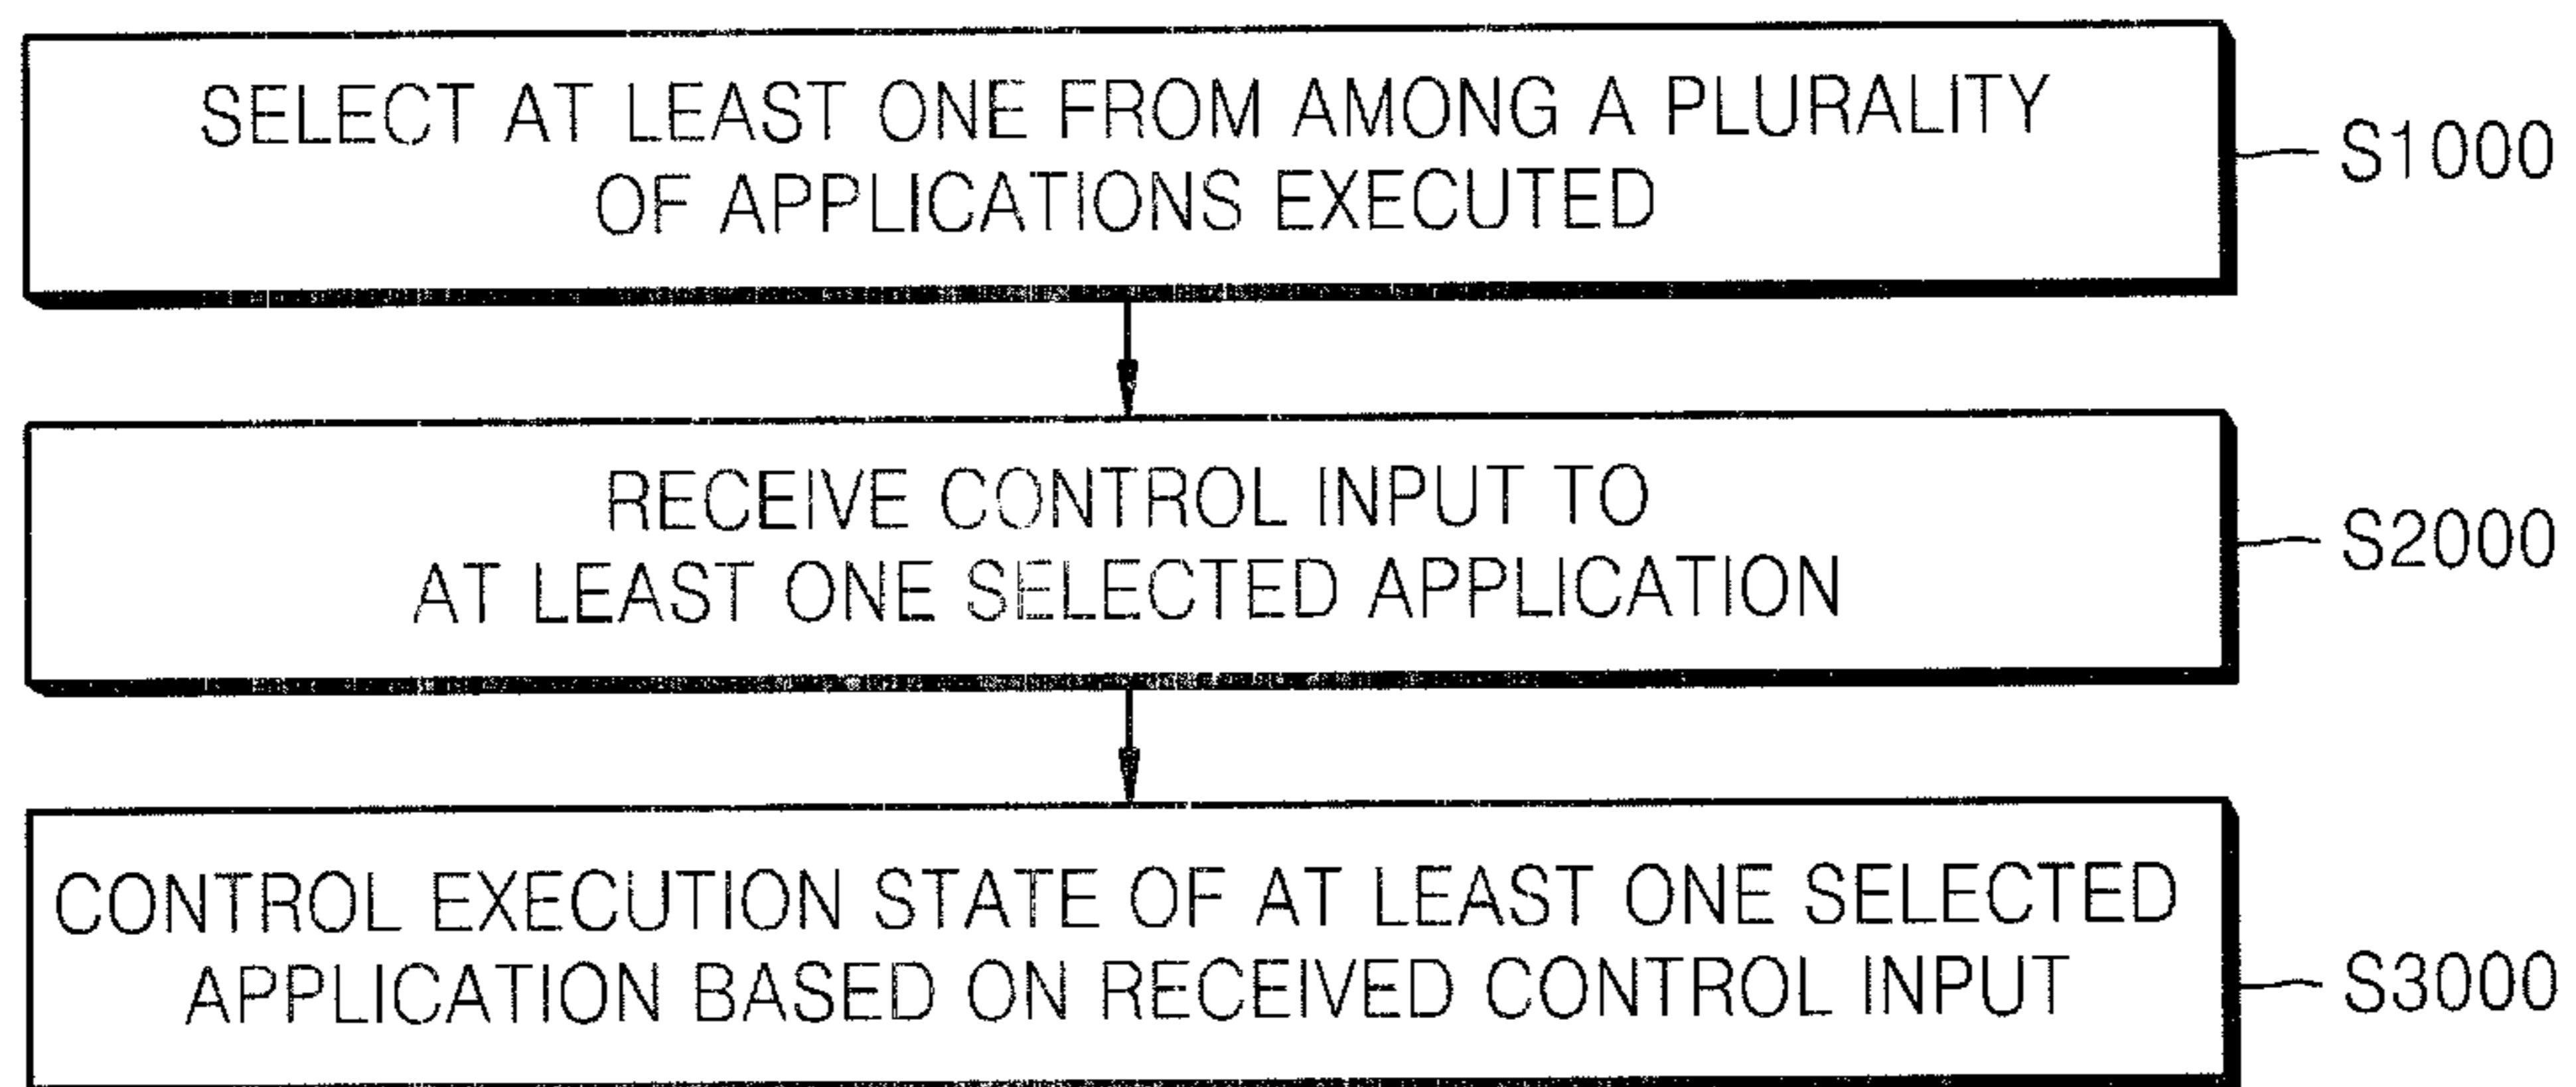 SELECT AT LEAST ONE FROM AMONG A PLURALITY
OF APPLICATIONS EXECUTED
S1000
RECEIVE CONTROL INPUT TO
AT LEAST ONE SELECTED APPLICATION
S2000
CONTROL EXECUTION STATE OF AT LEAST ONE SELECTED
APPLICATION BASED ON RECEIVED CONTROL INPUT
S3000